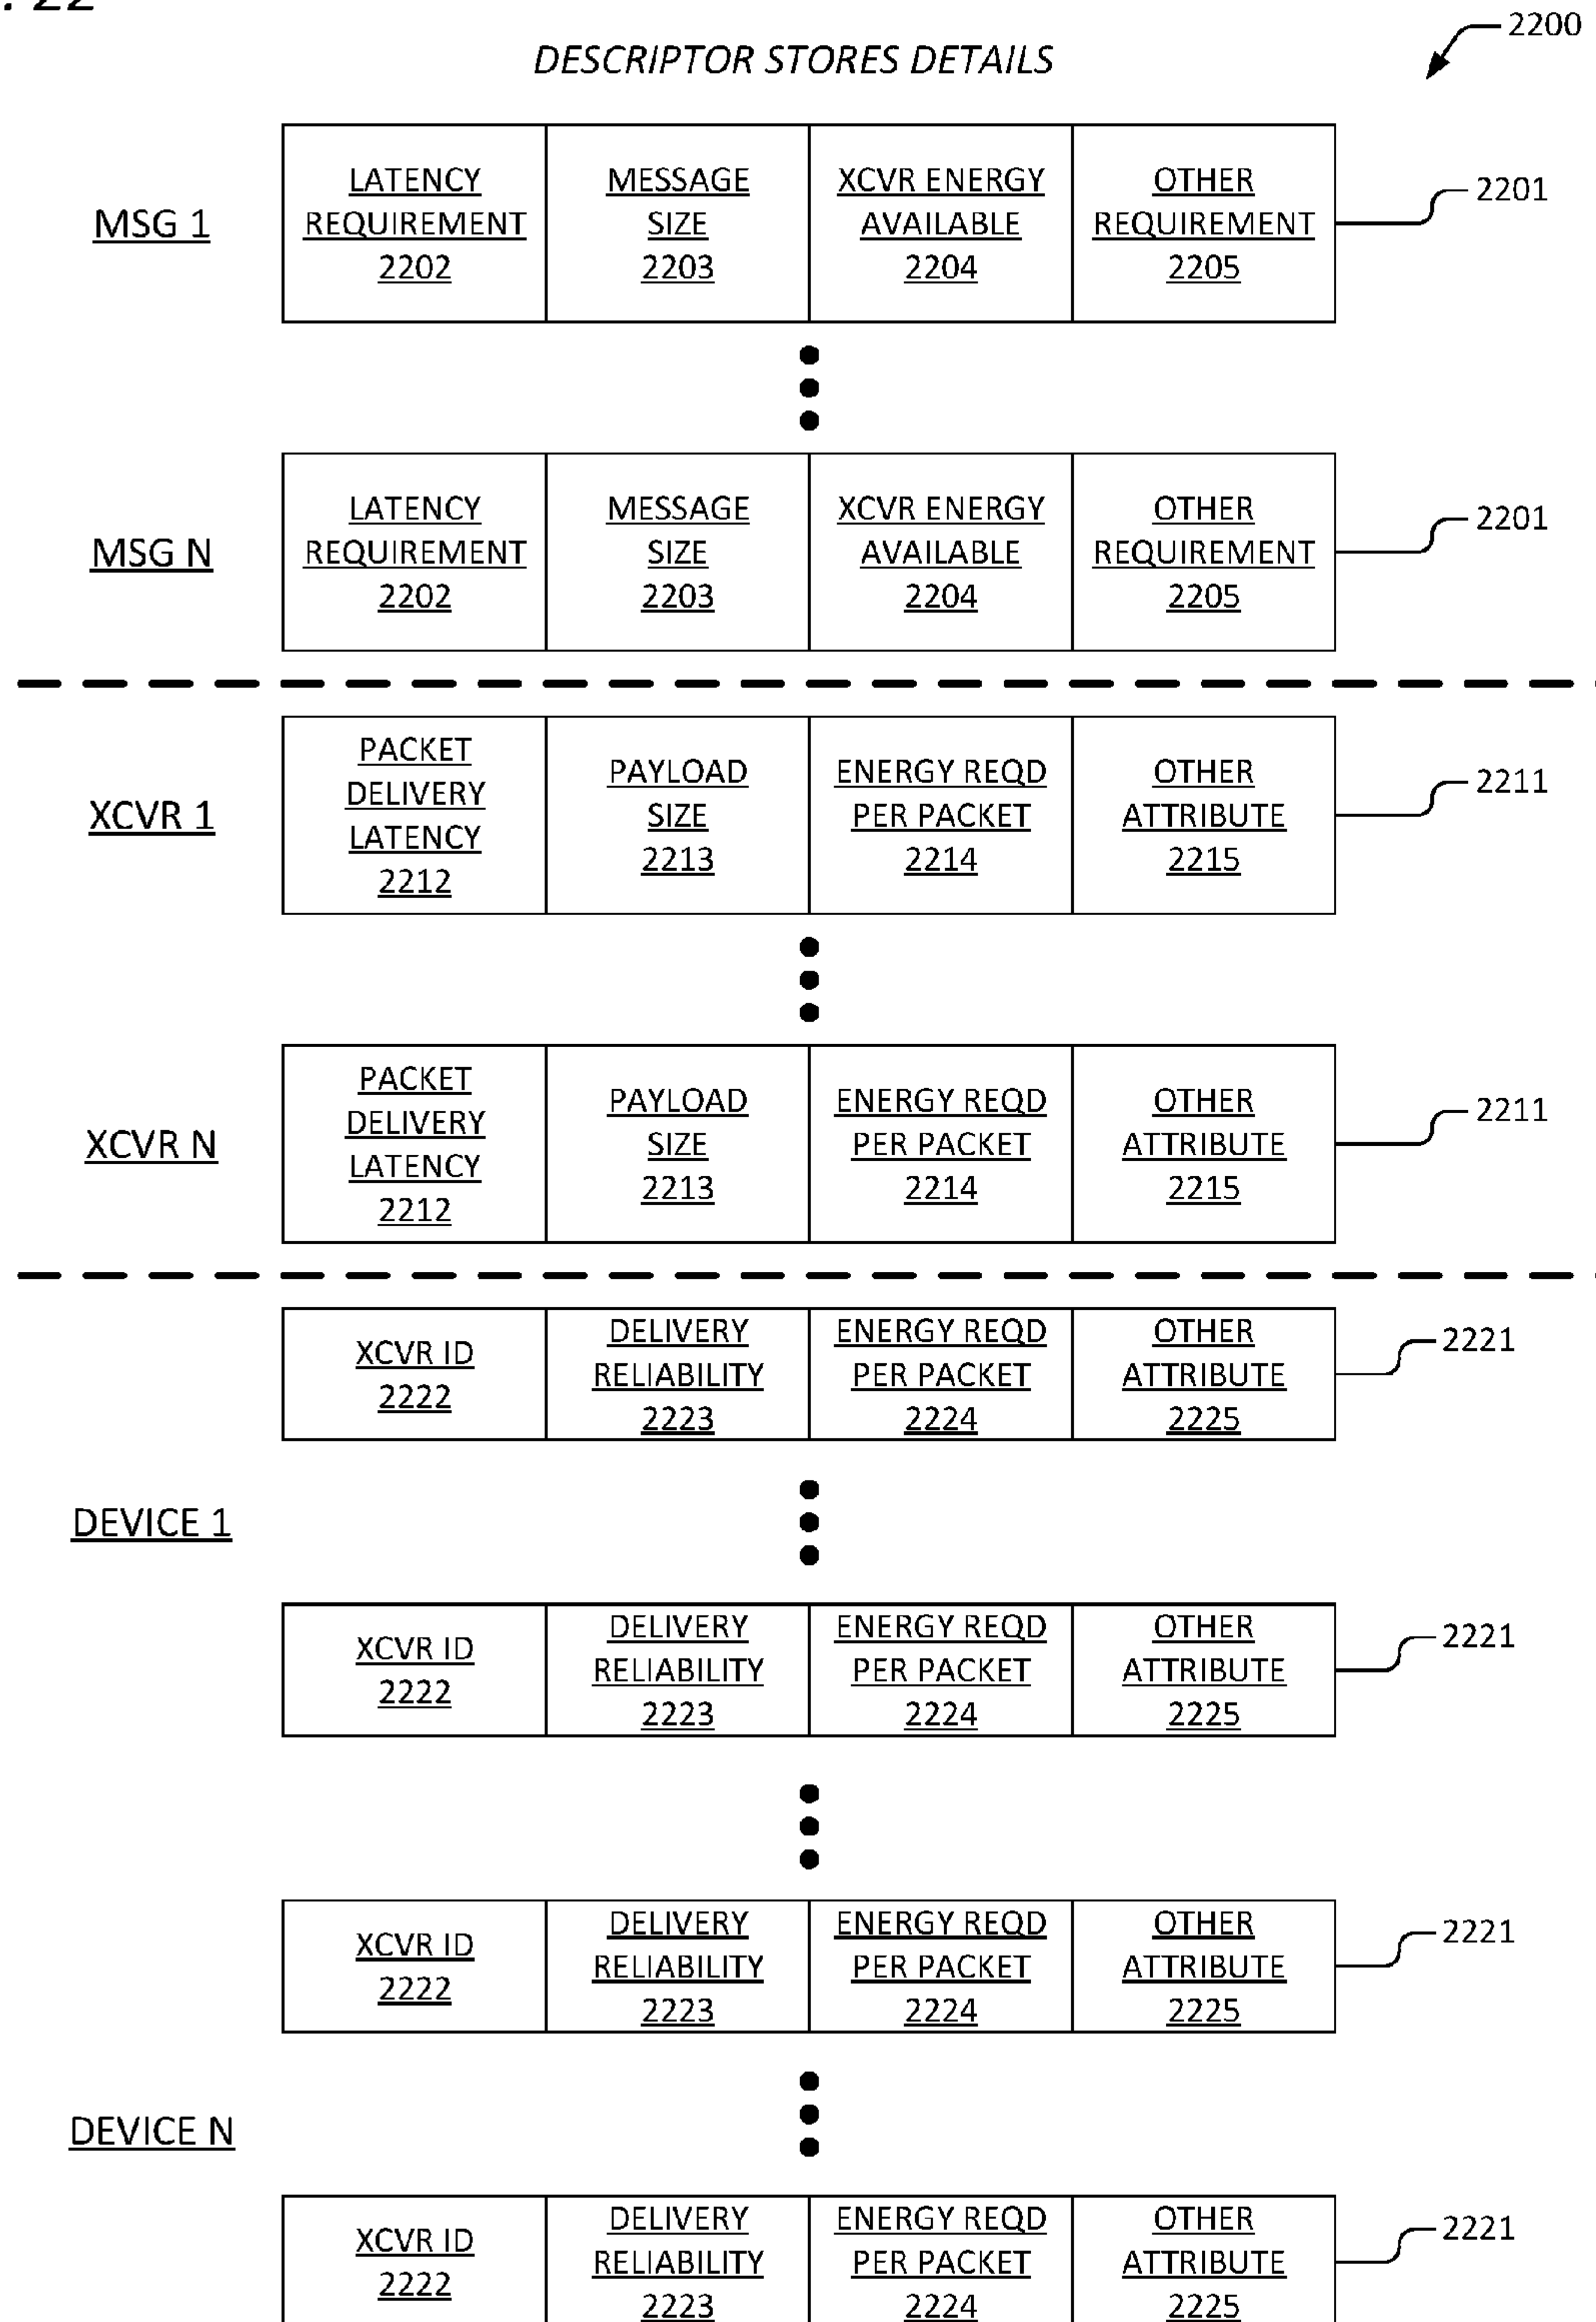 . 22
2200
DESCRIPTOR STORES DETAILS
MSG 1
LATENCY
REQUIREMENT
2202
MESSAGE
SIZE
2203
XCVR ENERGY
AVAILABLE
2204
OTHER
REQUIREMENT
2205
2201
MSG N
LATENCY
REQUIREMENT
2202
MESSAGE
SIZE
2203
XCVR ENERGY
AVAILABLE
2204
OTHER
REQUIREMENT
2205
2201
XCVR 1
PACKET
DELIVERY
LATENCY
2212
PAYLOAD
SIZE
2213
ENERGY REQD
PER PACKET
2214
OTHER
ATTRIBUTE
2215
2211
XCVR N
PACKET
DELIVERY
LATENCY
2212
PAYLOAD
SIZE
2213
ENERGY REQD
PER PACKET
2214
OTHER
ATTRIBUTE
2215
2211
XCVR ID
2222
DELIVERY
RELIABILITY
2223
ENERGY REQD
PER PACKET
2224
OTHER
ATTRIBUTE
2225
2221
DEVICE 1
XCVR ID
2222
DELIVERY
RELIABILITY
2223
ENERGY REQD
PER PACKET
2224
OTHER
ATTRIBUTE
2225
2221
XCVR ID
2222
DELIVERY
RELIABILITY
2223
ENERGY REQD
PER PACKET
2224
OTHER
ATTRIBUTE
2225
2221
DEVICE N
XCVR ID
2222
DELIVERY
RELIABILITY
2223
ENERGY REQD
PER PACKET
2224
OTHER
ATTRIBUTE
2225
2221